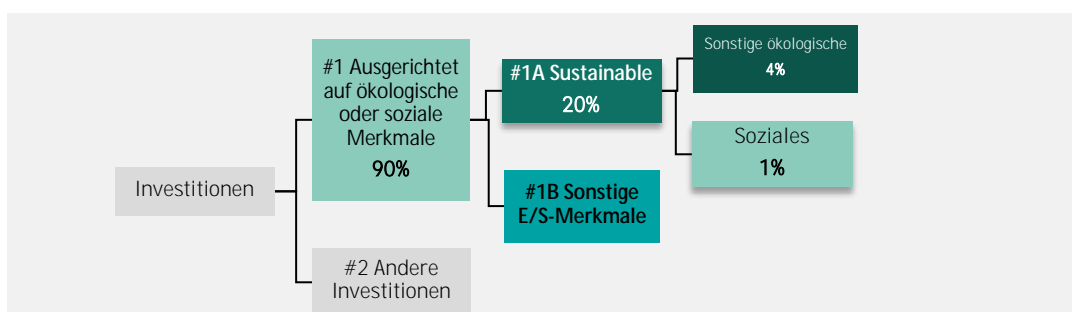 Investitionen
#1 Ausgerichtet
auf ökologische
oder soziale
Merkmale
90%
#2 Andere
Investitionen
#1A Sustainable
20%
#1B Sonstige
E/S-Merkmale
Sonstige ökologische
4%
Soziales
1%